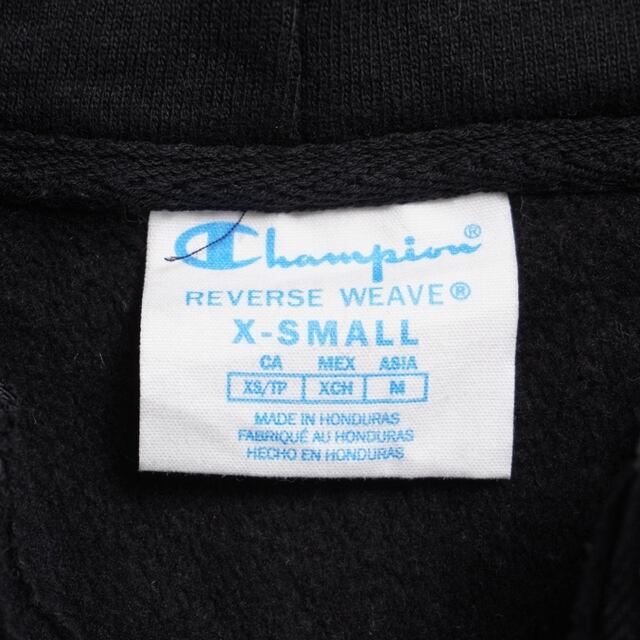 Champion®
REVERSE WEAVE®
X-SMALL
CA MEX ASIA
XS/TP XCH M
MADE IN HONDURAS
FABRIQUÉ AU HONDURAS
HECHO EN HONDURAS